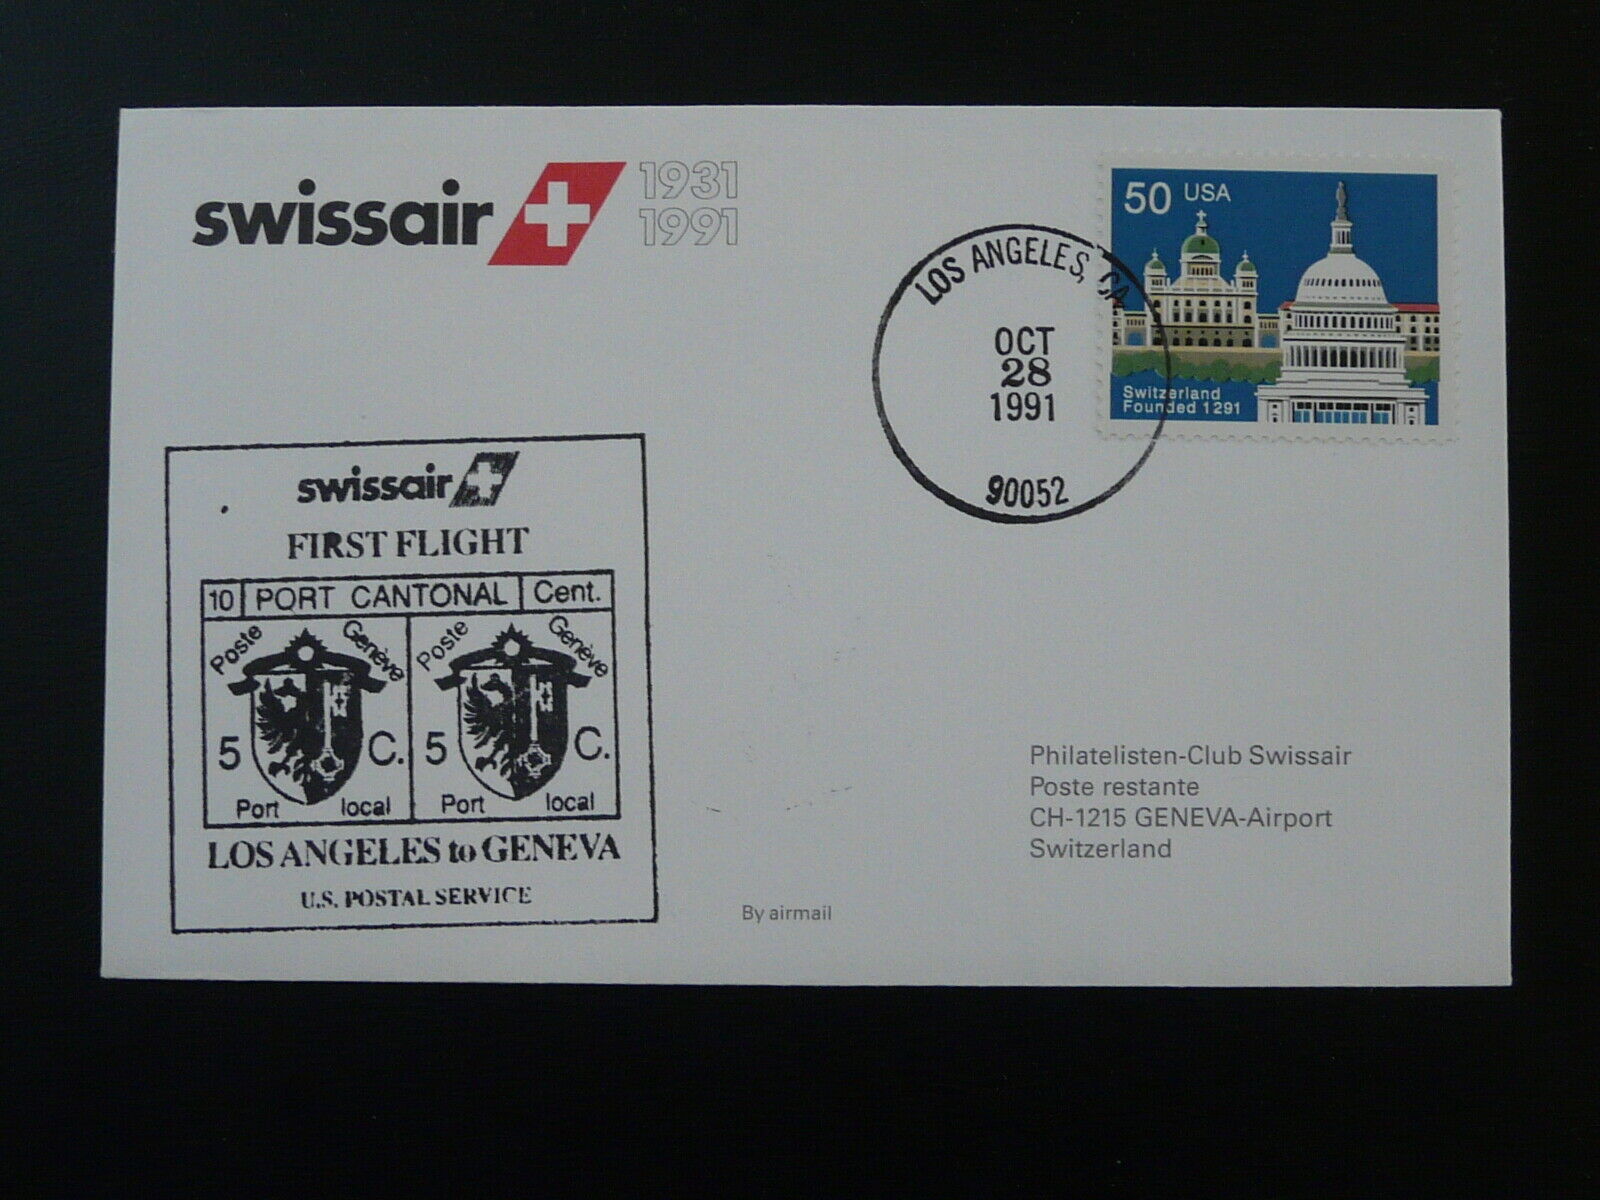 swissair 1931
1991
50 USA
Switzerland
Founded 1291
LOS ANGELES, CA
OCT
28
1991
90052
swissair
FIRST FLIGHT
10 PORT CANTONAL Cent.
Poste Genève Poste Genève
5 C. 5 C.
Port local Port local
LOS ANGELES to GENEVA
U.S. POSTAL SERVICE
Philatelisten-Club Swissair
Poste restante
CH-1215 GENEVA-Airport
Switzerland
By airmail